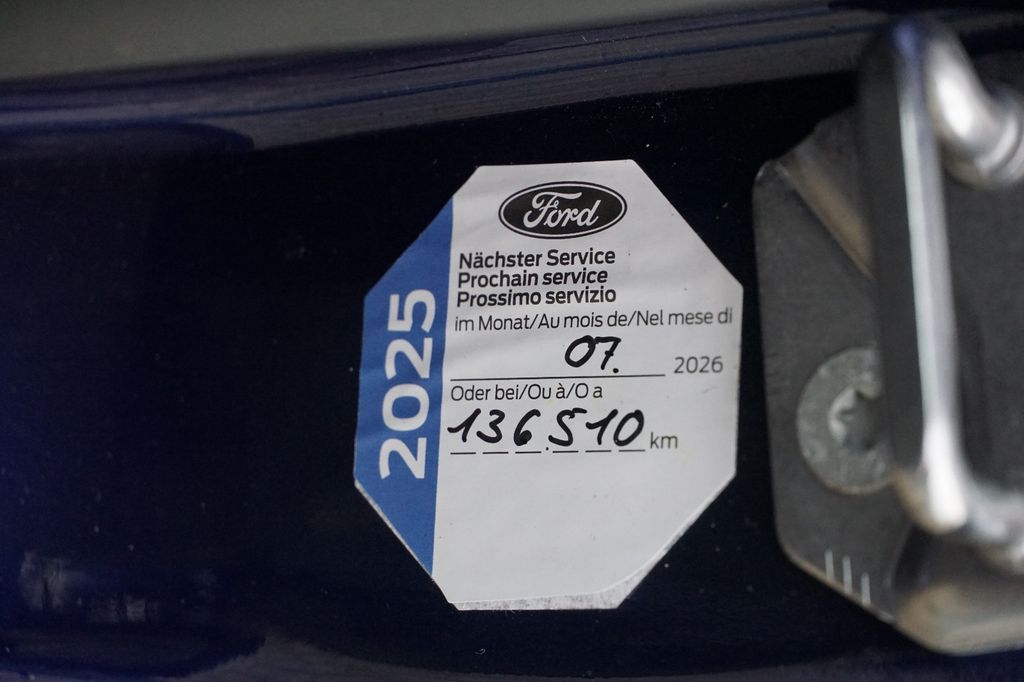 Ford
Nächster Service
Prochain service
Prossimo servizio
im Monat/Au mois de/Nel mese di
07. 2026
Oder bei/Ou à/O a
136.510 km
2025